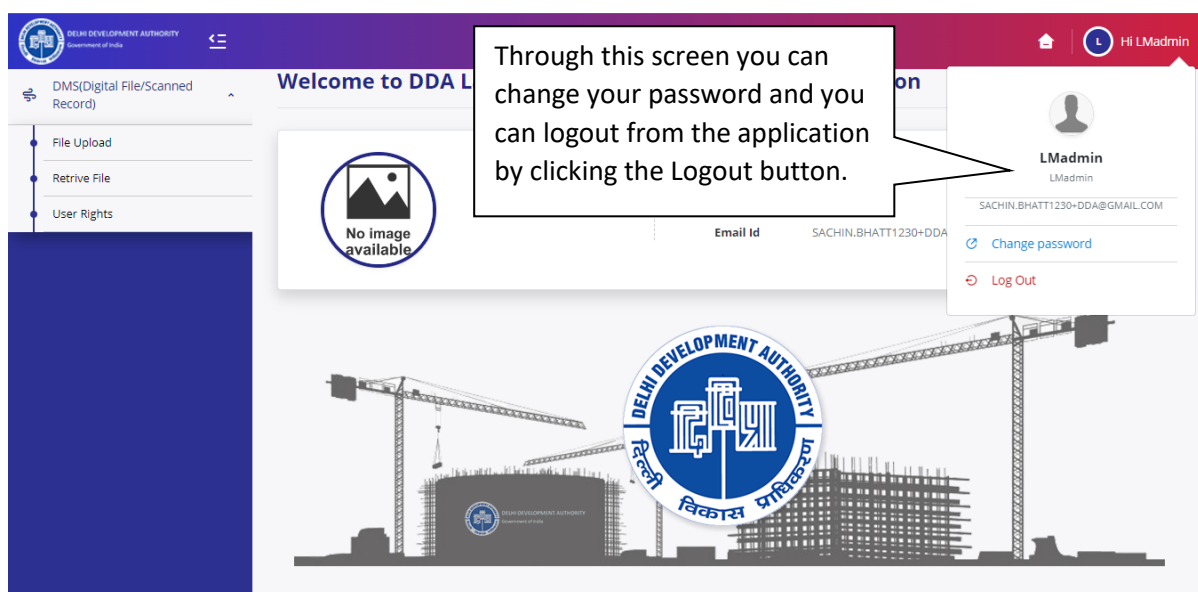 DELHI DEVELOPMENT AUTHORITY
Government of India
Hi LMadmin
L
DMS(Digital File/Scanned
Record)
File Upload
Retrive File
User Rights
Welcome to DDA L
on
Through this screen you can
change your password and you
can logout from the application
by clicking the Logout button.
No image
available
Email Id
SACHIN.BHATT1230+DDA
LMadmin
LMadmin
SACHIN.BHATT1230+DDA@GMAIL.COM
Change password
Log Out
DELHI DEVELOPMENT AUTHORITY
दिल्ली विकास प्राधिकरण
DELHI DEVELOPMENT AUTHORITY
Government of India